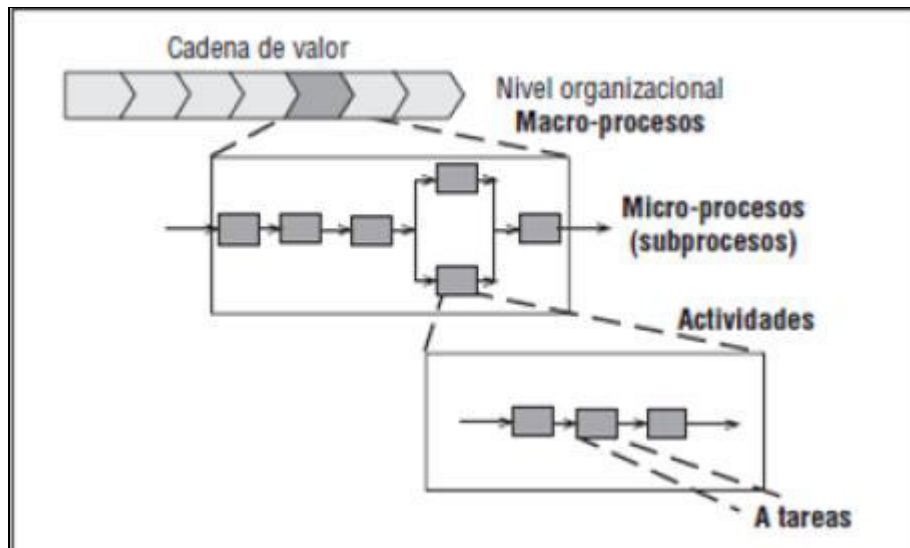 Cadena de valor
Nivel organizacional
Macro-procesos
Micro-procesos
(subprocesos)
Actividades
A tareas